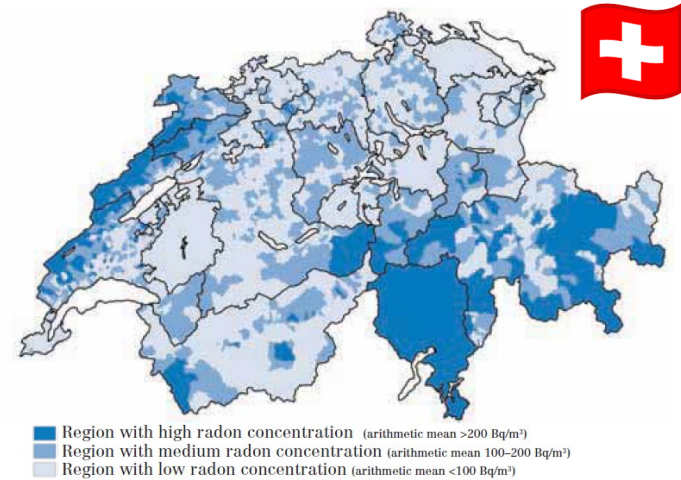 Region with high radon concentration (arithmetic mean >200 Bq/m³)
Region with medium radon concentration (arithmetic mean 100–200 Bq/m³)
Region with low radon concentration (arithmetic mean <100 Bq/m³)